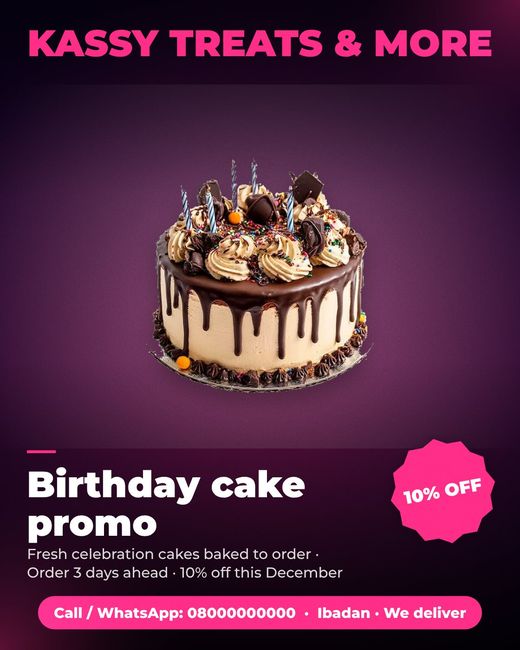 KASSY TREATS & MORE
Birthday cake
promo
10% OFF
Fresh celebration cakes baked to order ·
Order 3 days ahead · 10% off this December
Call / WhatsApp: 08000000000 · Ibadan · We deliver